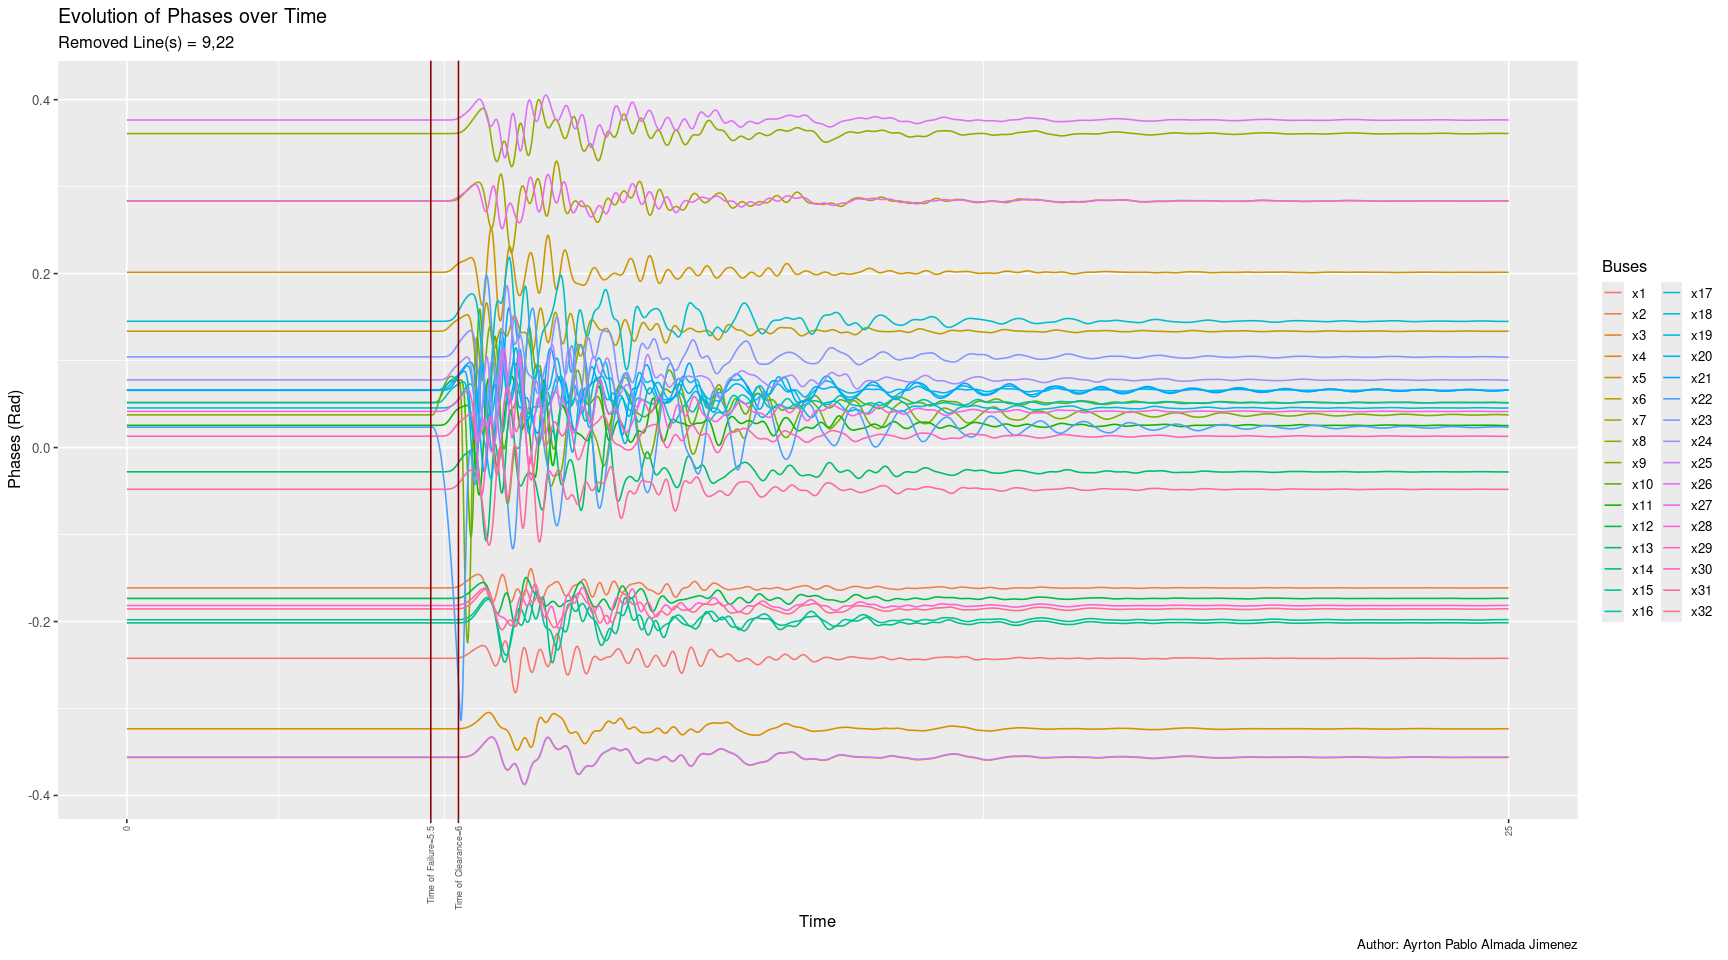 Evolution of Phases over Time
Removed Line(s) = 9,22
Phases (Rad)
0.4
0.2
0.0
-0.2
-0.4
0
Time of Failure=5.5
Time of Clearance=6
25
Time
Buses
x1 x17
x2 x18
x3 x19
x4 x20
x5 x21
x6 x22
x7 x23
x8 x24
x9 x25
x10 x26
x11 x27
x12 x28
x13 x29
x14 x30
x15 x31
x16 x32
Author: Ayrton Pablo Almada Jimenez